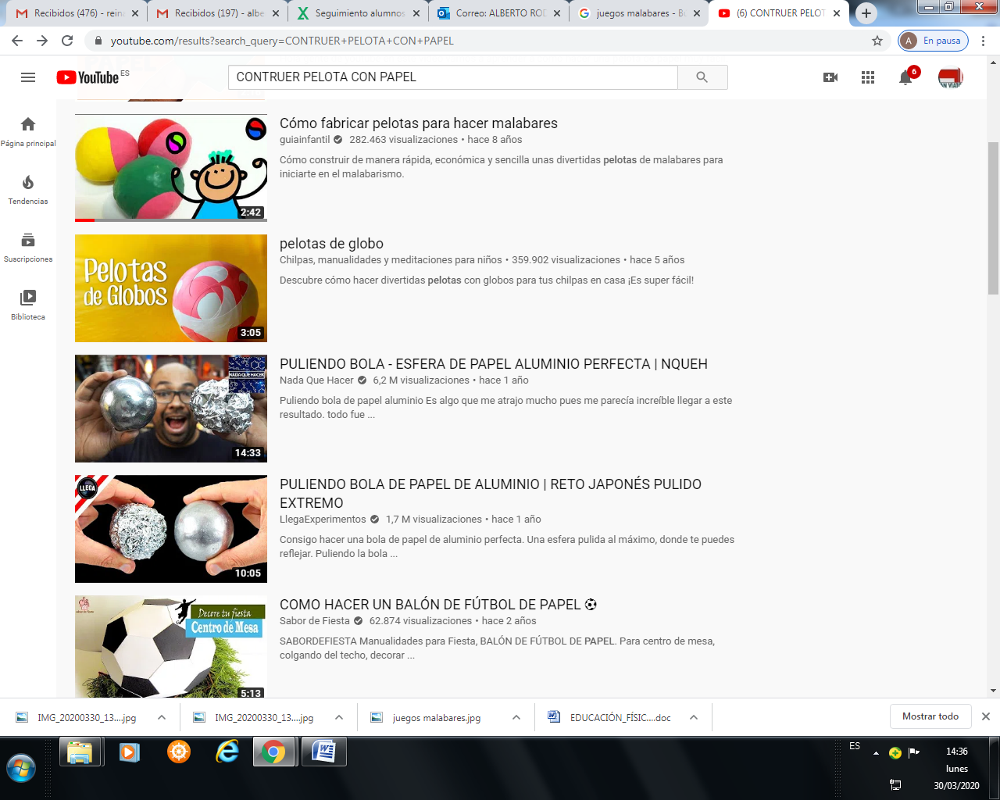 Recibidos (476) - rein
Recibidos (197) - albe
Seguimiento alumnos
Correo: ALBERTO ROD
juegos malabares - Bu
(6) CONTRUER PELOT
youtube.com/results?search_query=CONTRUER+PELOTA+CON+PAPEL
A
En pausa
YouTube ES
CONTRUER PELOTA CON PAPEL
6
Página principal
Tendencias
Suscripciones
Biblioteca
Cómo fabricar pelotas para hacer malabares
guiainfantil 282.463 visualizaciones • hace 8 años
Cómo construir de manera rápida, económica y sencilla unas divertidas pelotas de malabares para
iniciarte en el malabarismo.
2:42
pelotas de globo
Chilpas, manualidades y meditaciones para niños • 359.902 visualizaciones • hace 5 años
Descubre cómo hacer divertidas pelotas con globos para tus chilpas en casa ¡Es super fácil!
Pelotas
de Globos
3:05
PULIENDO BOLA - ESFERA DE PAPEL ALUMINIO PERFECTA | NQUEH
Nada Que Hacer 6,2 M visualizaciones • hace 1 año
Puliendo bola de papel aluminio Es algo que me atrajo mucho pues me parecía increíble llegar a este
resultado. todo fue ...
NADA QUE HACER
14:33
PULIENDO BOLA DE PAPEL DE ALUMINIO | RETO JAPONÉS PULIDO
EXTREMO
LlegaExperimentos 1,7 M visualizaciones • hace 1 año
Consigo hacer una bola de papel de aluminio perfecta. Una esfera pulida al máximo, donde te puedes
reflejar. Puliendo la bola ...
LLEGA
10:05
COMO HACER UN BALÓN DE FÚTBOL DE PAPEL ⚽
Sabor de Fiesta 62.874 visualizaciones • hace 2 años
SABORDEFIESTA Manualidades para Fiesta, BALÓN DE FÚTBOL DE PAPEL. Para centro de mesa,
colgando del techo, decorar ...
Decore tu fiesta
Centro de Mesa
5:13
IMG_20200330_13....jpg
IMG_20200330_13....jpg
juegos malabares.jpg
EDUCACIÓN_FÍSIC....doc
Mostrar todo
ES
14:36
lunes
30/03/2020